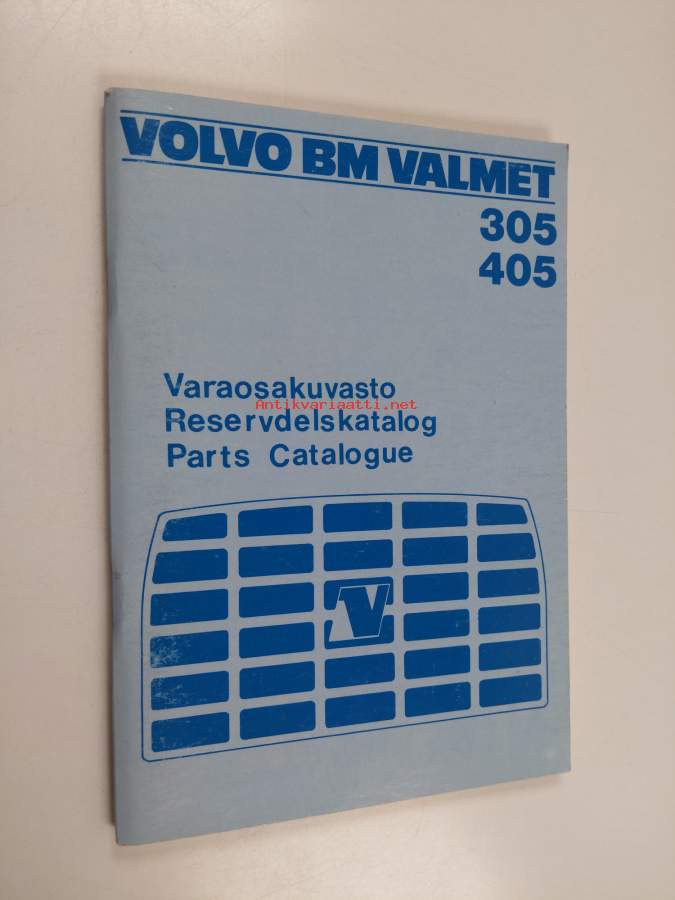 VOLVO BM VALMET
305
405
Varaosakuvasto
Antikvariaatti.net
Reservdelskatalog
Parts Catalogue
V